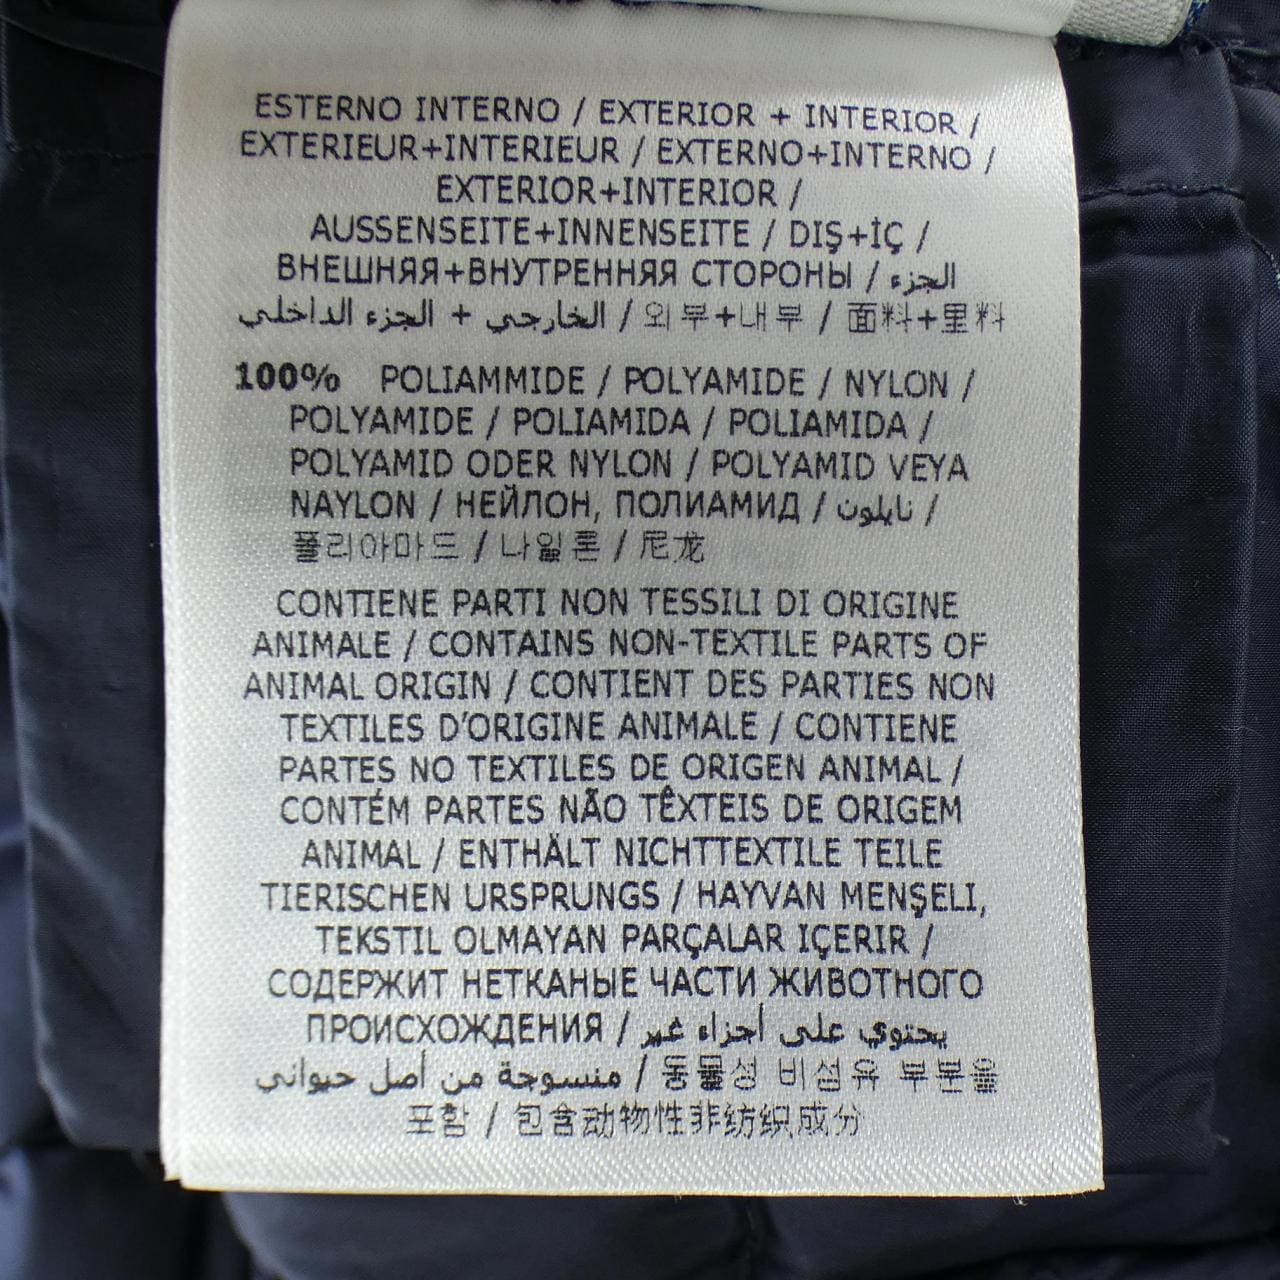 ESTERNO INTERNO / EXTERIOR + INTERIOR /
EXTERIEUR+INTERIEUR / EXTERNO+INTERNO /
EXTERIOR+INTERIOR /
AUSSENSEITE+INNENSEITE / DIŞ+İÇ /
ВНЕШНЯЯ+ВНУТРЕННЯЯ СТОРОНЫ / الجزء
الخارجي + الجزء الداخلي / 외부+내부 / 面料+里料
100% POLIAMMIDE / POLYAMIDE / NYLON /
POLYAMIDE / POLIAMIDA / POLIAMIDA /
POLYAMID ODER NYLON / POLYAMID VEYA
NAYLON / НЕЙЛОН, ПОЛИАМИД / نايلون /
폴리아마드 / 나일론 / 尼龙
CONTIENE PARTI NON TESSILI DI ORIGINE
ANIMALE / CONTAINS NON-TEXTILE PARTS OF
ANIMAL ORIGIN / CONTIENT DES PARTIES NON
TEXTILES D'ORIGINE ANIMALE / CONTIENE
PARTES NO TEXTILES DE ORIGEN ANIMAL /
CONTÉM PARTES NÃO TÊXTEIS DE ORIGEM
ANIMAL / ENTHÄLT NICHTTEXTILE TEILE
TIERISCHEN URSPRUNGS / HAYVAN MENŞELI,
TEKSTIL OLMAYAN PARÇALAR IÇERIR /
СОДЕРЖИТ НЕТКАНЫЕ ЧАСТИ ЖИВОТНОГО
ПРОИСХОЖДЕНИЯ / يحتوي على أجزاء غير
منسوجة من أصل حيواني / 동물성 비섬유 부분을
포함 / 包含动物性非纺织成分